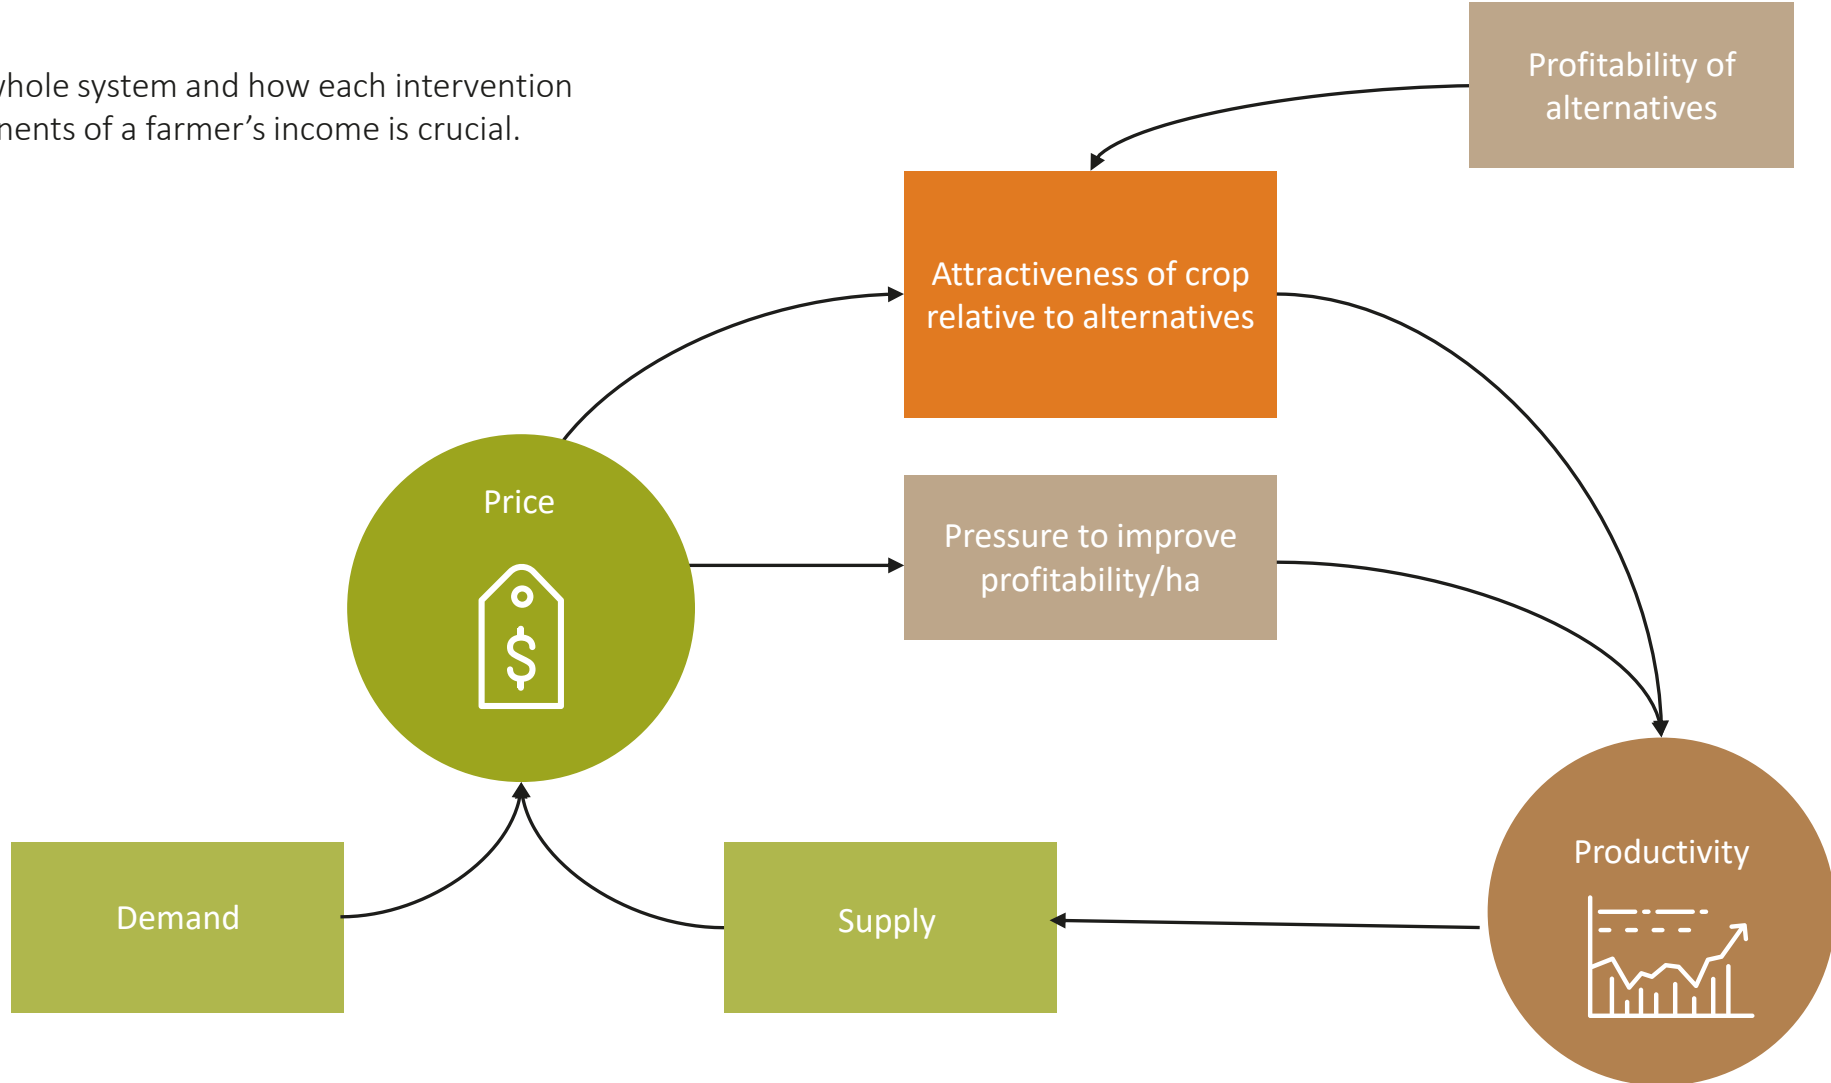 whole system and how each intervention
nents of a farmer’s income is crucial.
Profitability of
alternatives
Attractiveness of crop
relative to alternatives
Price
$
Pressure to improve
profitability/ha
Demand
Supply
Productivity